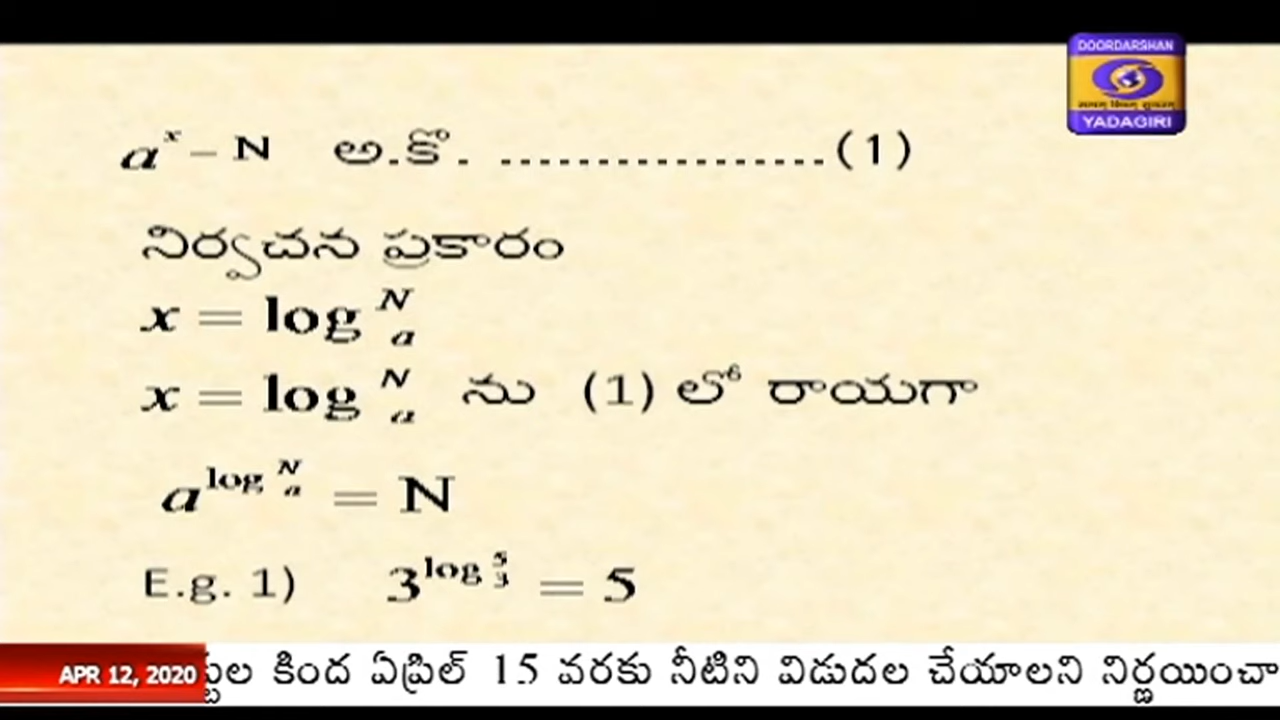 DOORDARSHAN
YADAGIRI
aˣ – N అ.కొ. .................(1)
నిర్వచన ప్రకారం
x = log N a
x = log N a ను (1) లో రాయగా
a log N a = N
E.g. 1) 3 log 5 3 = 5
APR 12, 2020 స్టుల కింద ఏప్రిల్ 15 వరకు నీటిని విడుదల చేయాలని నిర్ణయించా